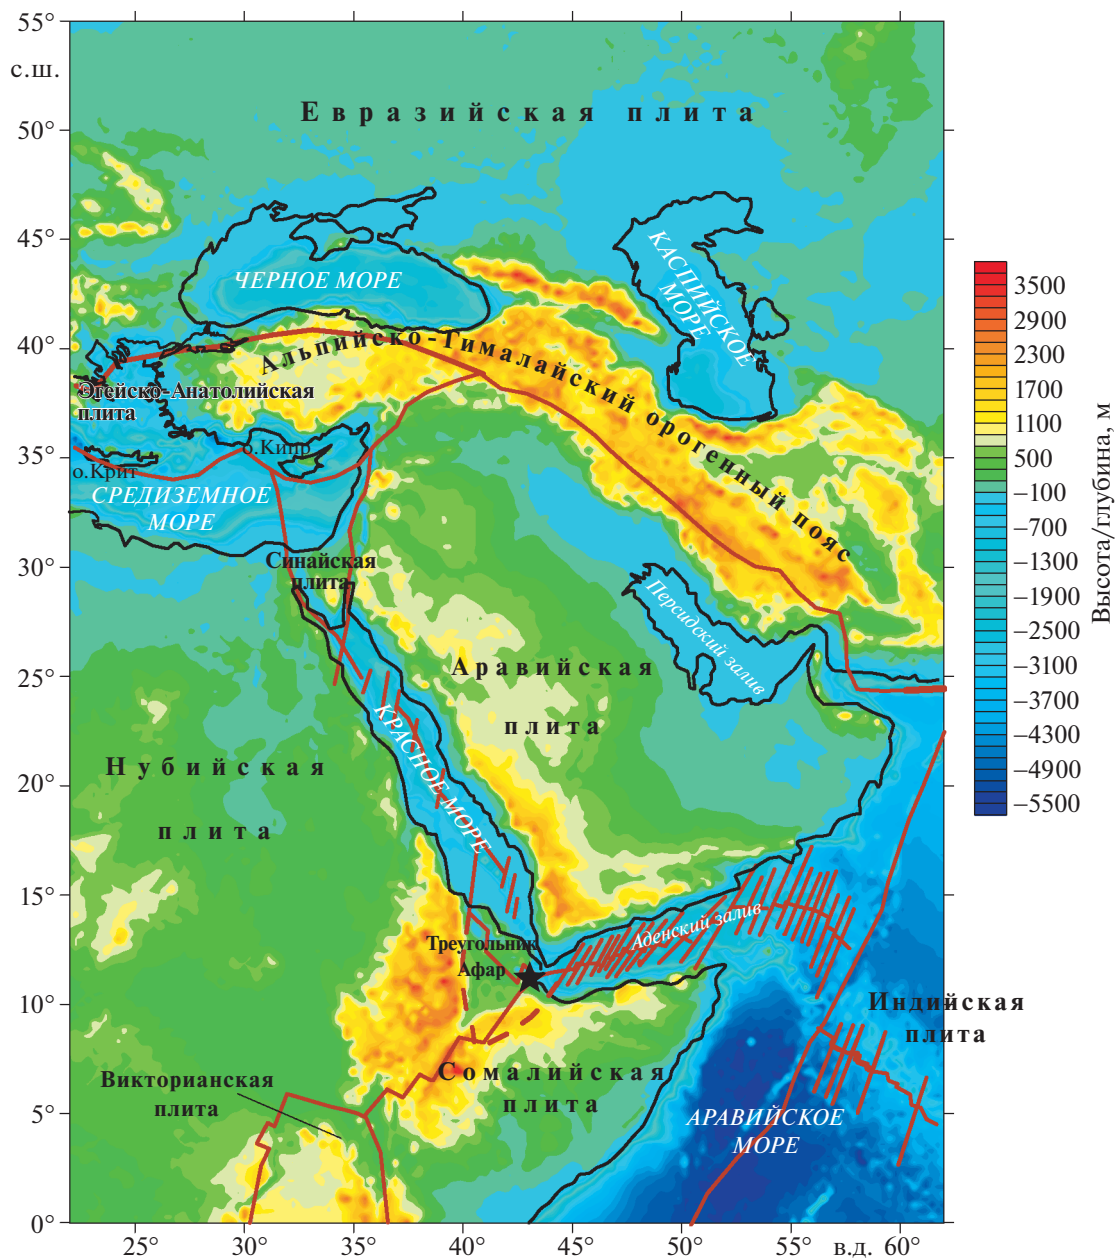 55°
с.ш.
50°
45°
40°
35°
30°
25°
20°
15°
10°
5°
0°
Евразийская плита
ЧЕРНОЕ МОРЕ
КАСПИЙСКОЕ
МОРЕ
Альпийско-Гималайский орогенный пояс
Эгейско-Анатолийская
плита
о.Кипр
о.Крит
СРЕДИЗЕМНОЕ
МОРЕ
Синайская
плита
Персидский залив
Аравийская
плита
КРАСНОЕ МОРЕ
Нубийская
плита
Аденский залив
Треугольник
Афар
Индийская
плита
Сомалийская
плита
Викторианская
плита
АРАВИЙСКОЕ
МОРЕ
25°
30°
35°
40°
45°
50°
в.д.
60°
3500
2900
2300
1700
1100
500
–100
–700
–1300
–1900
–2500
–3100
–3700
–4300
–4900
–5500
Высота/глубина, м